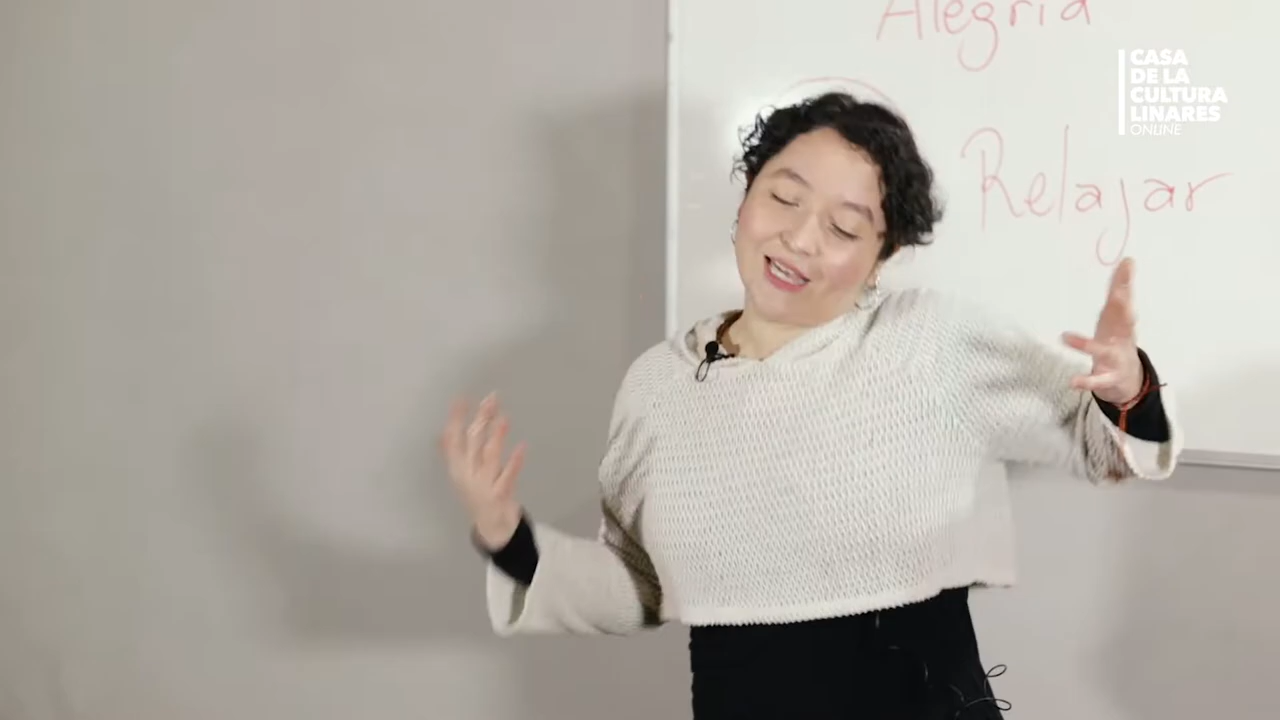 Alegria
Relajar
CASA
DE LA
CULTURA
LINARES
ONLINE